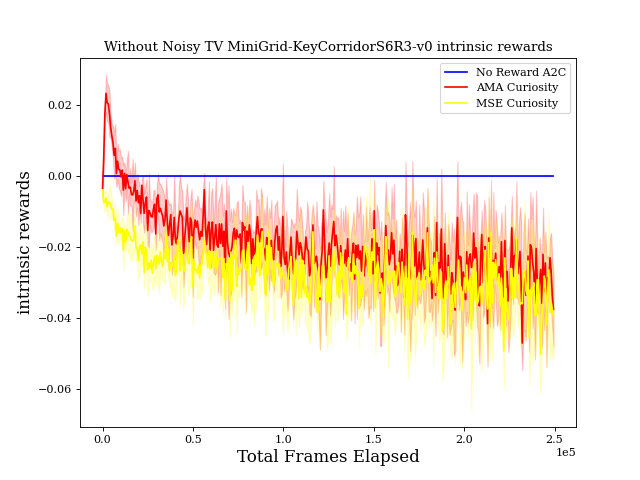 Without Noisy TV MiniGrid-KeyCorridorS6R3-v0 intrinsic rewards
No Reward A2C
AMA Curiosity
MSE Curiosity
intrinsic rewards
0.02
0.00
−0.02
−0.04
−0.06
0.0 0.5 1.0 1.5 2.0 2.5
1e5
Total Frames Elapsed